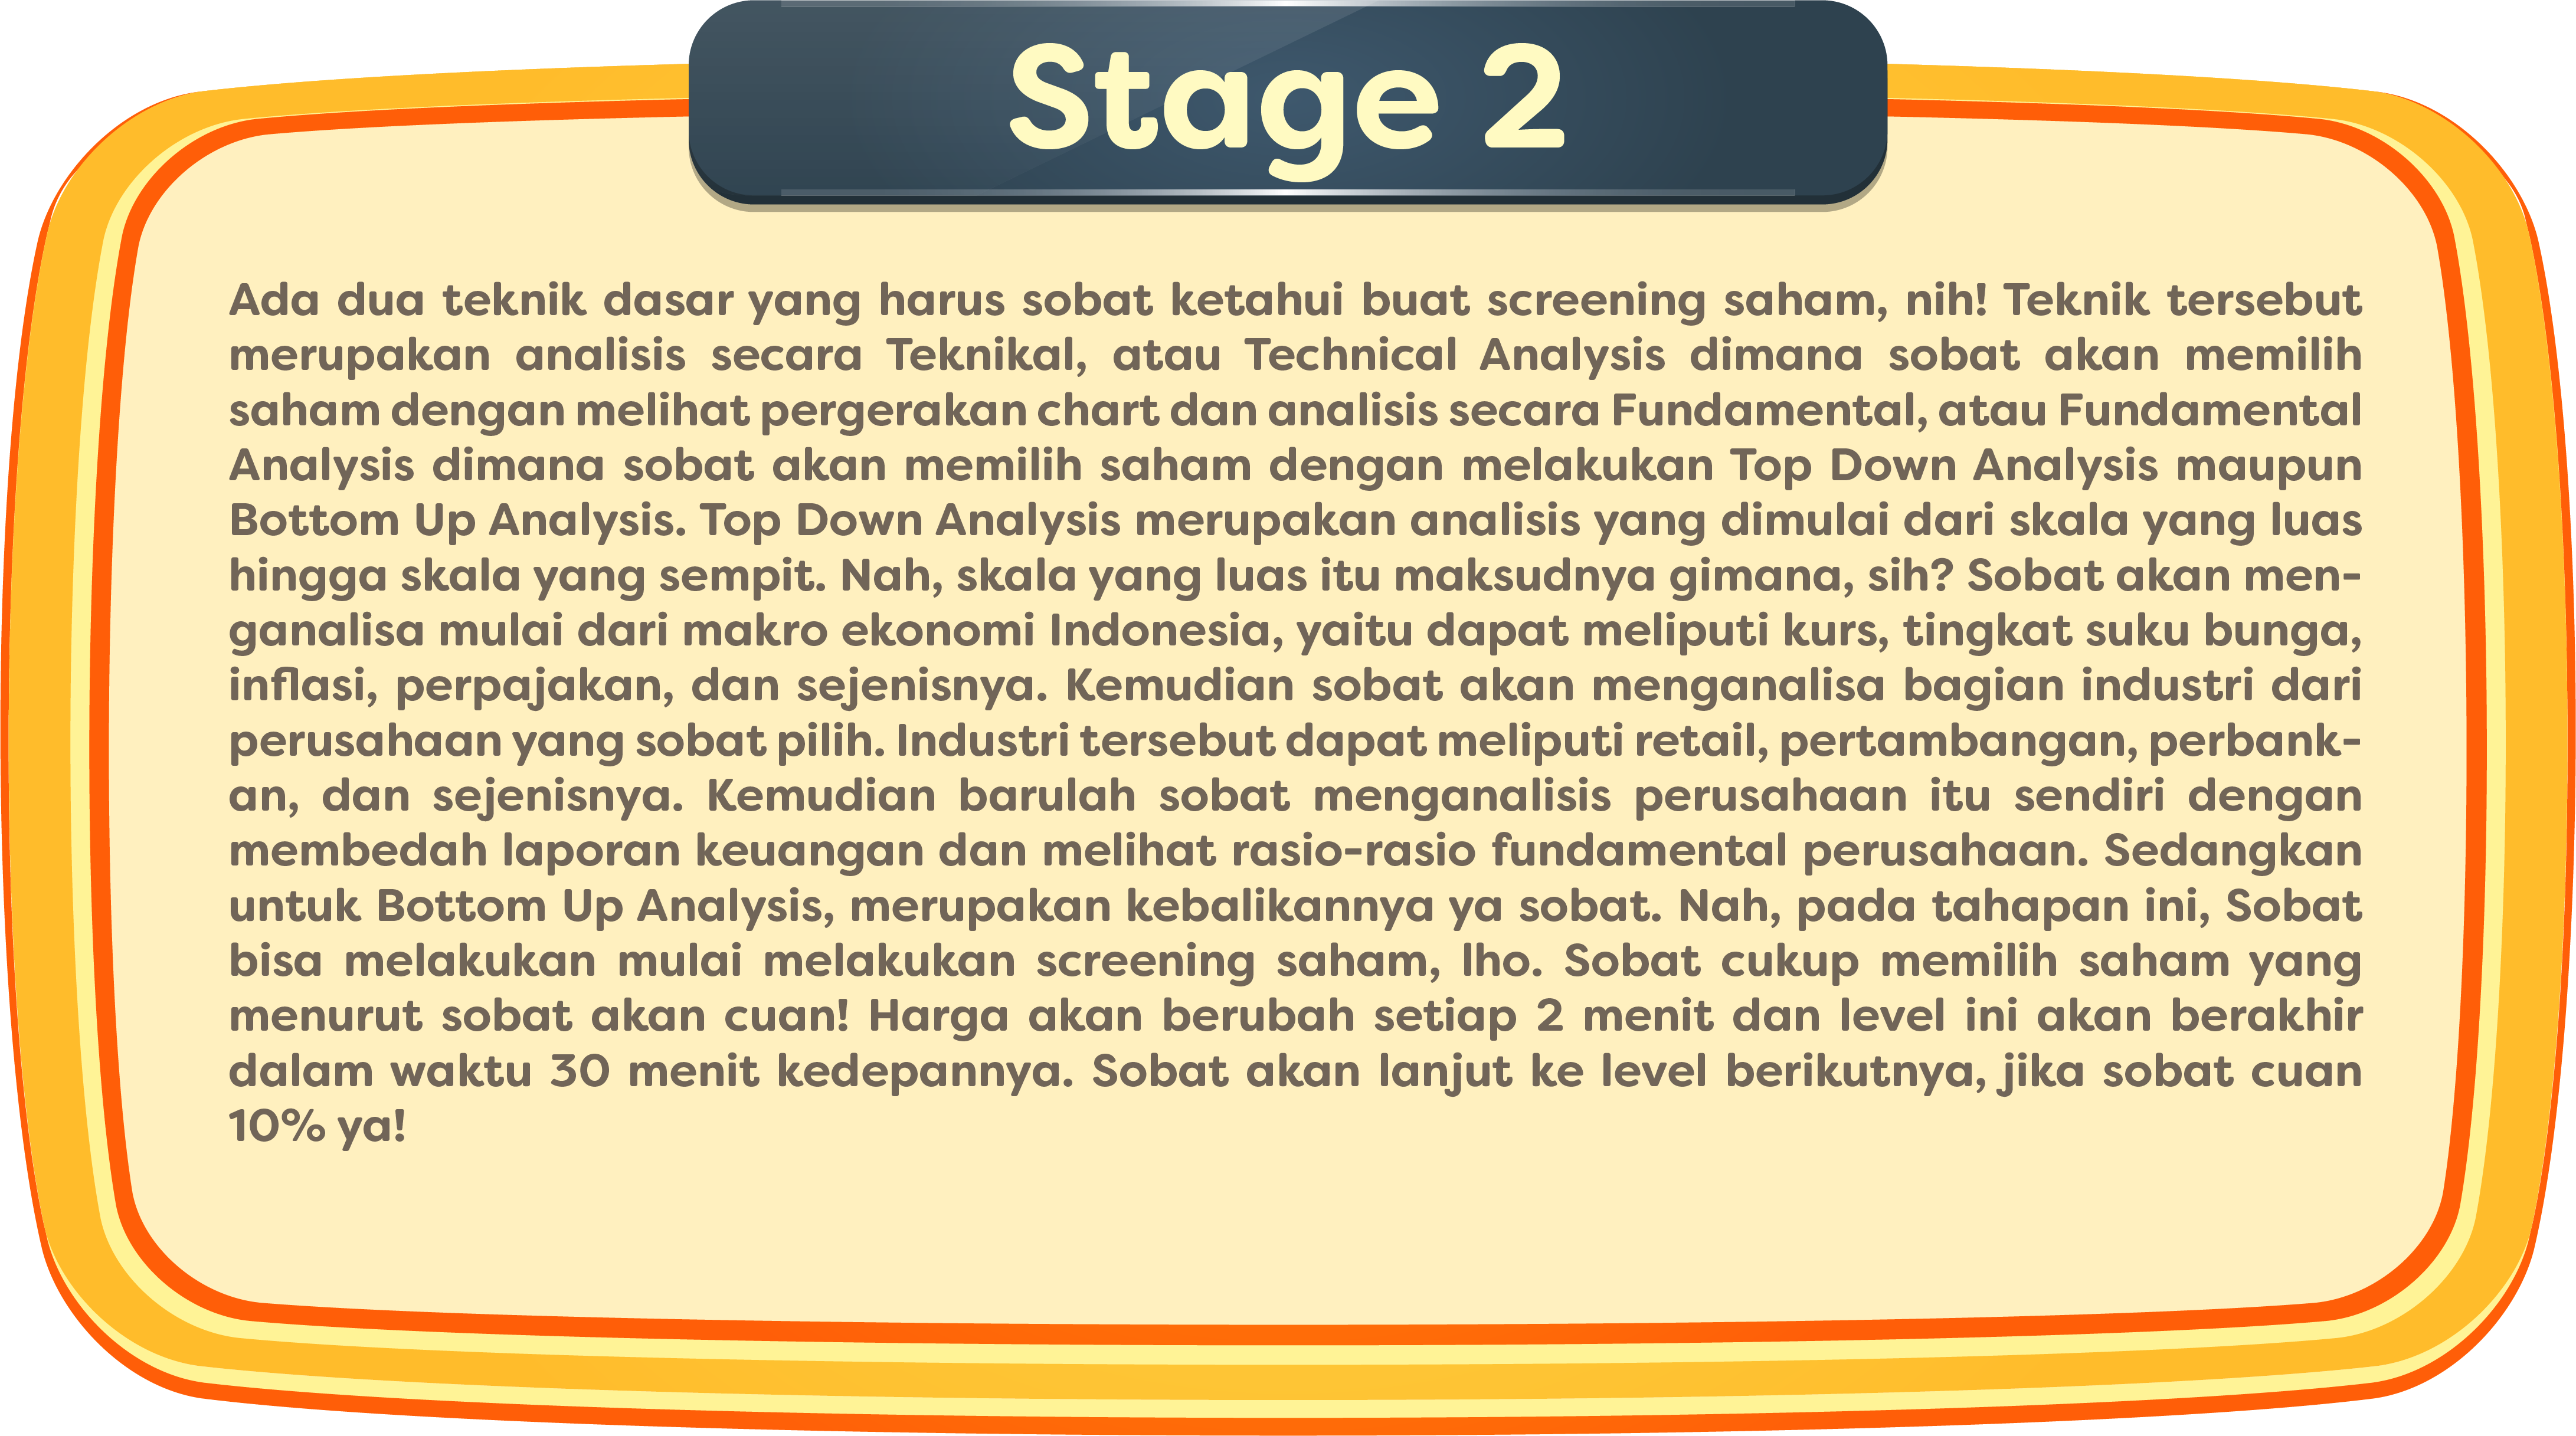 Stage 2
Ada dua teknik dasar yang harus sobat ketahui buat screening saham, nih! Teknik tersebut
merupakan analisis secara Teknikal, atau Technical Analysis dimana sobat akan memilih
saham dengan melihat pergerakan chart dan analisis secara Fundamental, atau Fundamental
Analysis dimana sobat akan memilih saham dengan melakukan Top Down Analysis maupun
Bottom Up Analysis. Top Down Analysis merupakan analisis yang dimulai dari skala yang luas
hingga skala yang sempit. Nah, skala yang luas itu maksudnya gimana, sih? Sobat akan men-
ganalisa mulai dari makro ekonomi Indonesia, yaitu dapat meliputi kurs, tingkat suku bunga,
inflasi, perpajakan, dan sejenisnya. Kemudian sobat akan menganalisa bagian industri dari
perusahaan yang sobat pilih. Industri tersebut dapat meliputi retail, pertambangan, perbank-
an, dan sejenisnya. Kemudian barulah sobat menganalisis perusahaan itu sendiri dengan
membedah laporan keuangan dan melihat rasio-rasio fundamental perusahaan. Sedangkan
untuk Bottom Up Analysis, merupakan kebalikannya ya sobat. Nah, pada tahapan ini, Sobat
bisa melakukan mulai melakukan screening saham, lho. Sobat cukup memilih saham yang
menurut sobat akan cuan! Harga akan berubah setiap 2 menit dan level ini akan berakhir
dalam waktu 30 menit kedepannya. Sobat akan lanjut ke level berikutnya, jika sobat cuan
10% ya!